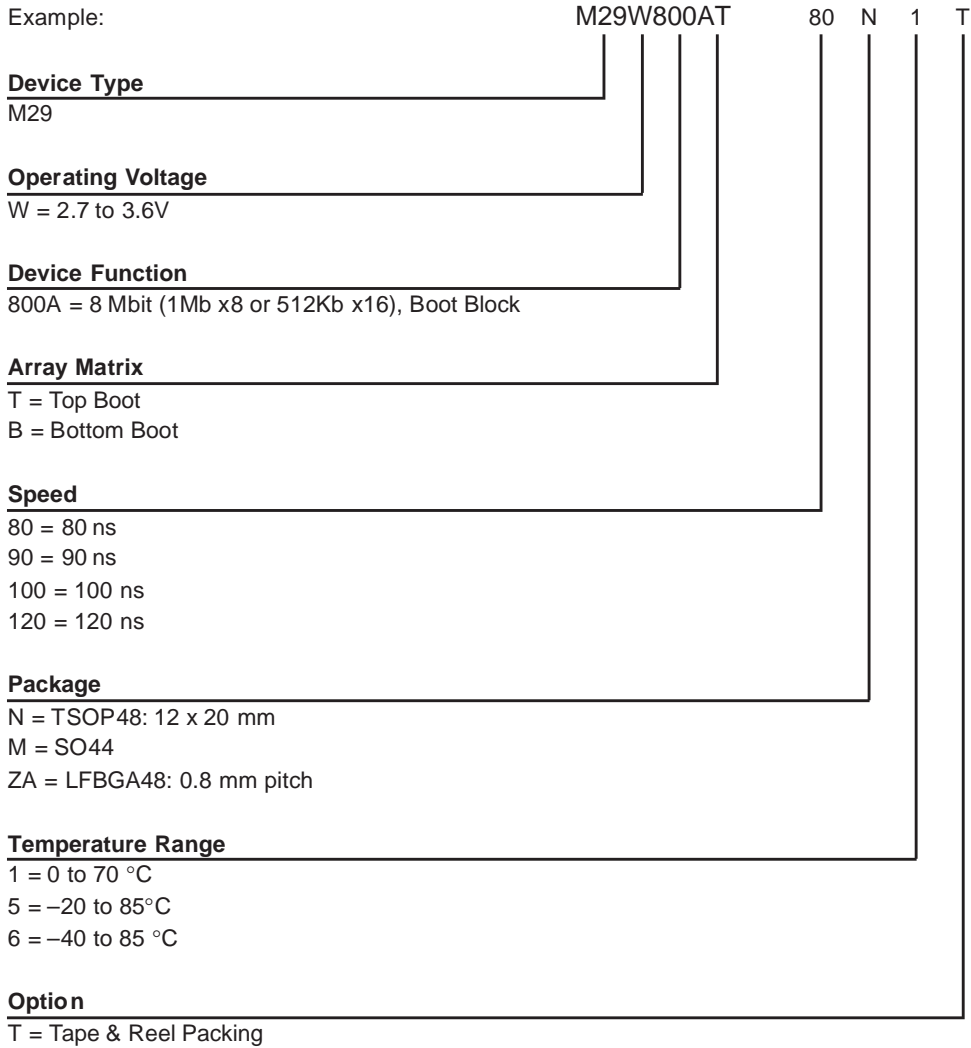 Example: M29W800AT 80 N 1 T
Device Type
M29
Operating Voltage
W = 2.7 to 3.6V
Device Function
800A = 8 Mbit (1Mb x8 or 512Kb x16), Boot Block
Array Matrix
T = Top Boot
B = Bottom Boot
Speed
80 = 80 ns
90 = 90 ns
100 = 100 ns
120 = 120 ns
Package
N = TSOP48: 12 x 20 mm
M = SO44
ZA = LFBGA48: 0.8 mm pitch
Temperature Range
1 = 0 to 70 °C
5 = –20 to 85°C
6 = –40 to 85 °C
Option
T = Tape & Reel Packing